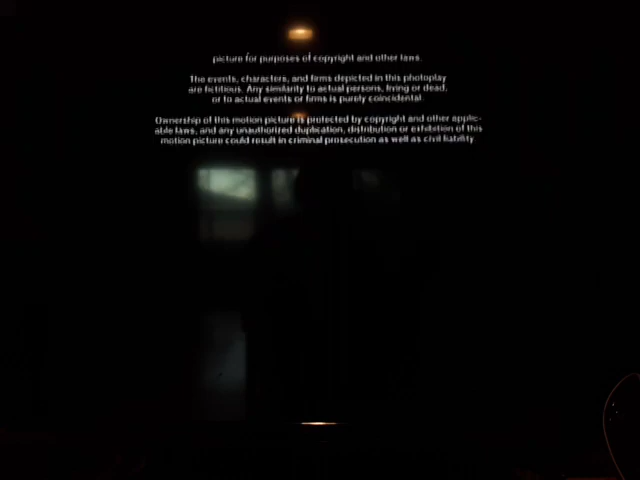 picture for purposes of copyright and other laws.
The events, characters, and firms depicted in this photoplay
are fictitious. Any similarity to actual persons, living or dead,
or to actual events or firms is purely coincidental.
Ownership of this motion picture is protected by copyright and other applic-
able laws, and any unauthorized duplication, distribution or exhibition of this
motion picture could result in criminal prosecution as well as civil liability.